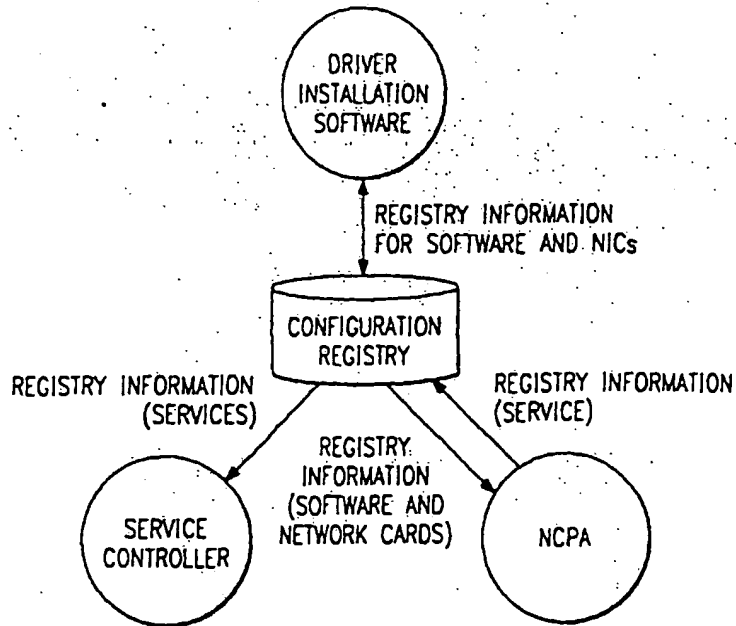 DRIVER
INSTALLATION
SOFTWARE
REGISTRY INFORMATION
FOR SOFTWARE AND NICs
CONFIGURATION
REGISTRY
REGISTRY INFORMATION
(SERVICES)
REGISTRY INFORMATION
(SERVICE)
REGISTRY
INFORMATION
(SOFTWARE AND
NETWORK CARDS)
SERVICE
CONTROLLER
NCPA